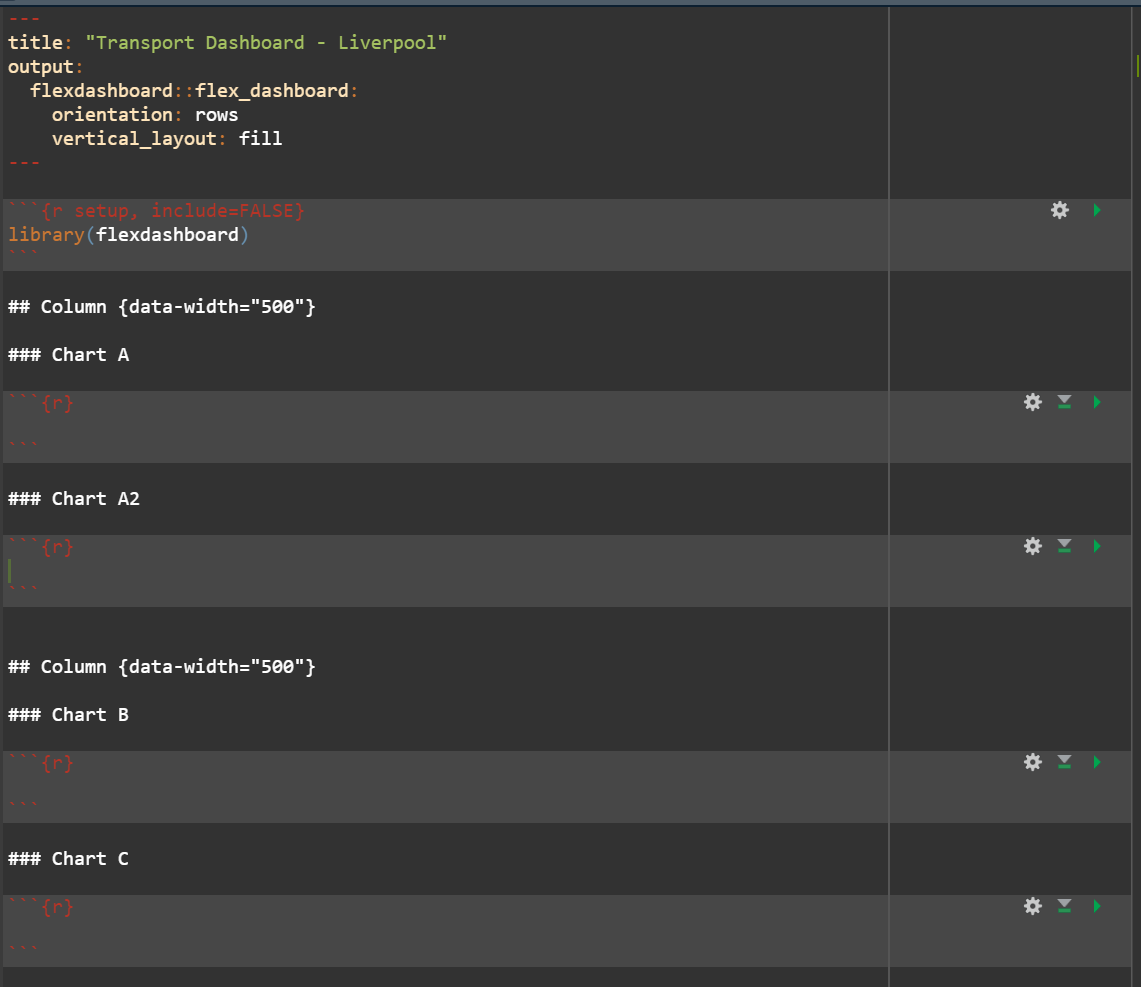 ---
title: "Transport Dashboard - Liverpool"
output:
  flexdashboard::flex_dashboard:
    orientation: rows
    vertical_layout: fill
---
```{r setup, include=FALSE}
library(flexdashboard)
```
## Column {data-width="500"}
### Chart A
```{r}
```
### Chart A2
```{r}
```
## Column {data-width="500"}
### Chart B
```{r}
```
### Chart C
```{r}
```